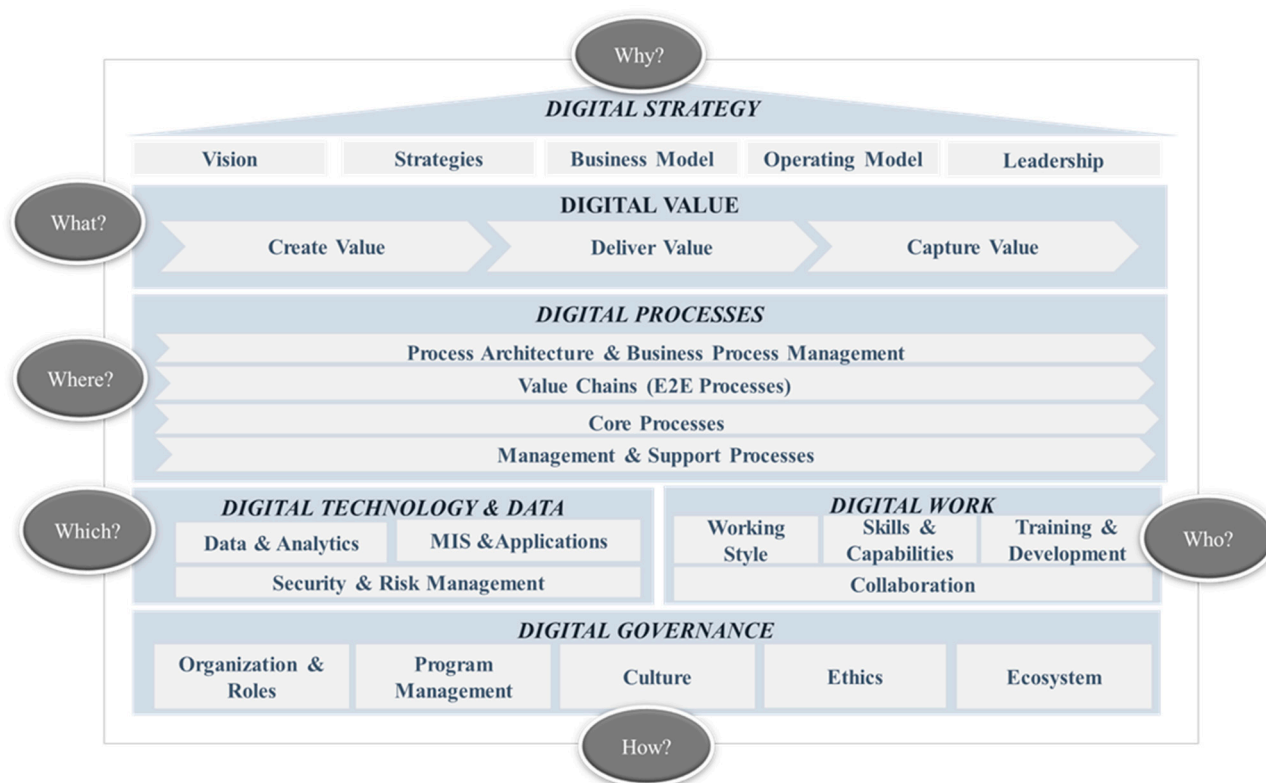 Why?
DIGITAL STRATEGY
Vision
Strategies
Business Model
Operating Model
Leadership
What?
DIGITAL VALUE
Create Value
Deliver Value
Capture Value
Where?
DIGITAL PROCESSES
Process Architecture & Business Process Management
Value Chains (E2E Processes)
Core Processes
Management & Support Processes
Which?
DIGITAL TECHNOLOGY & DATA
Data & Analytics
MIS &Applications
Security & Risk Management
DIGITAL WORK
Working
Style
Skills &
Capabilities
Training &
Development
Collaboration
Who?
DIGITAL GOVERNANCE
Organization &
Roles
Program
Management
Culture
Ethics
Ecosystem
How?